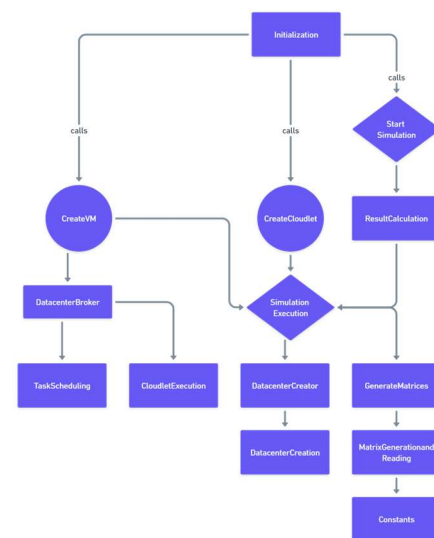 Initialization
calls
calls
calls
Start
Simulation
CreateVM
CreateCloudlet
ResultCalculation
DatacenterBroker
Simulation
Execution
TaskScheduling
CloudletExecution
DatacenterCreator
GenerateMatrices
DatacenterCreation
MatrixGenerationand
Reading
Constants